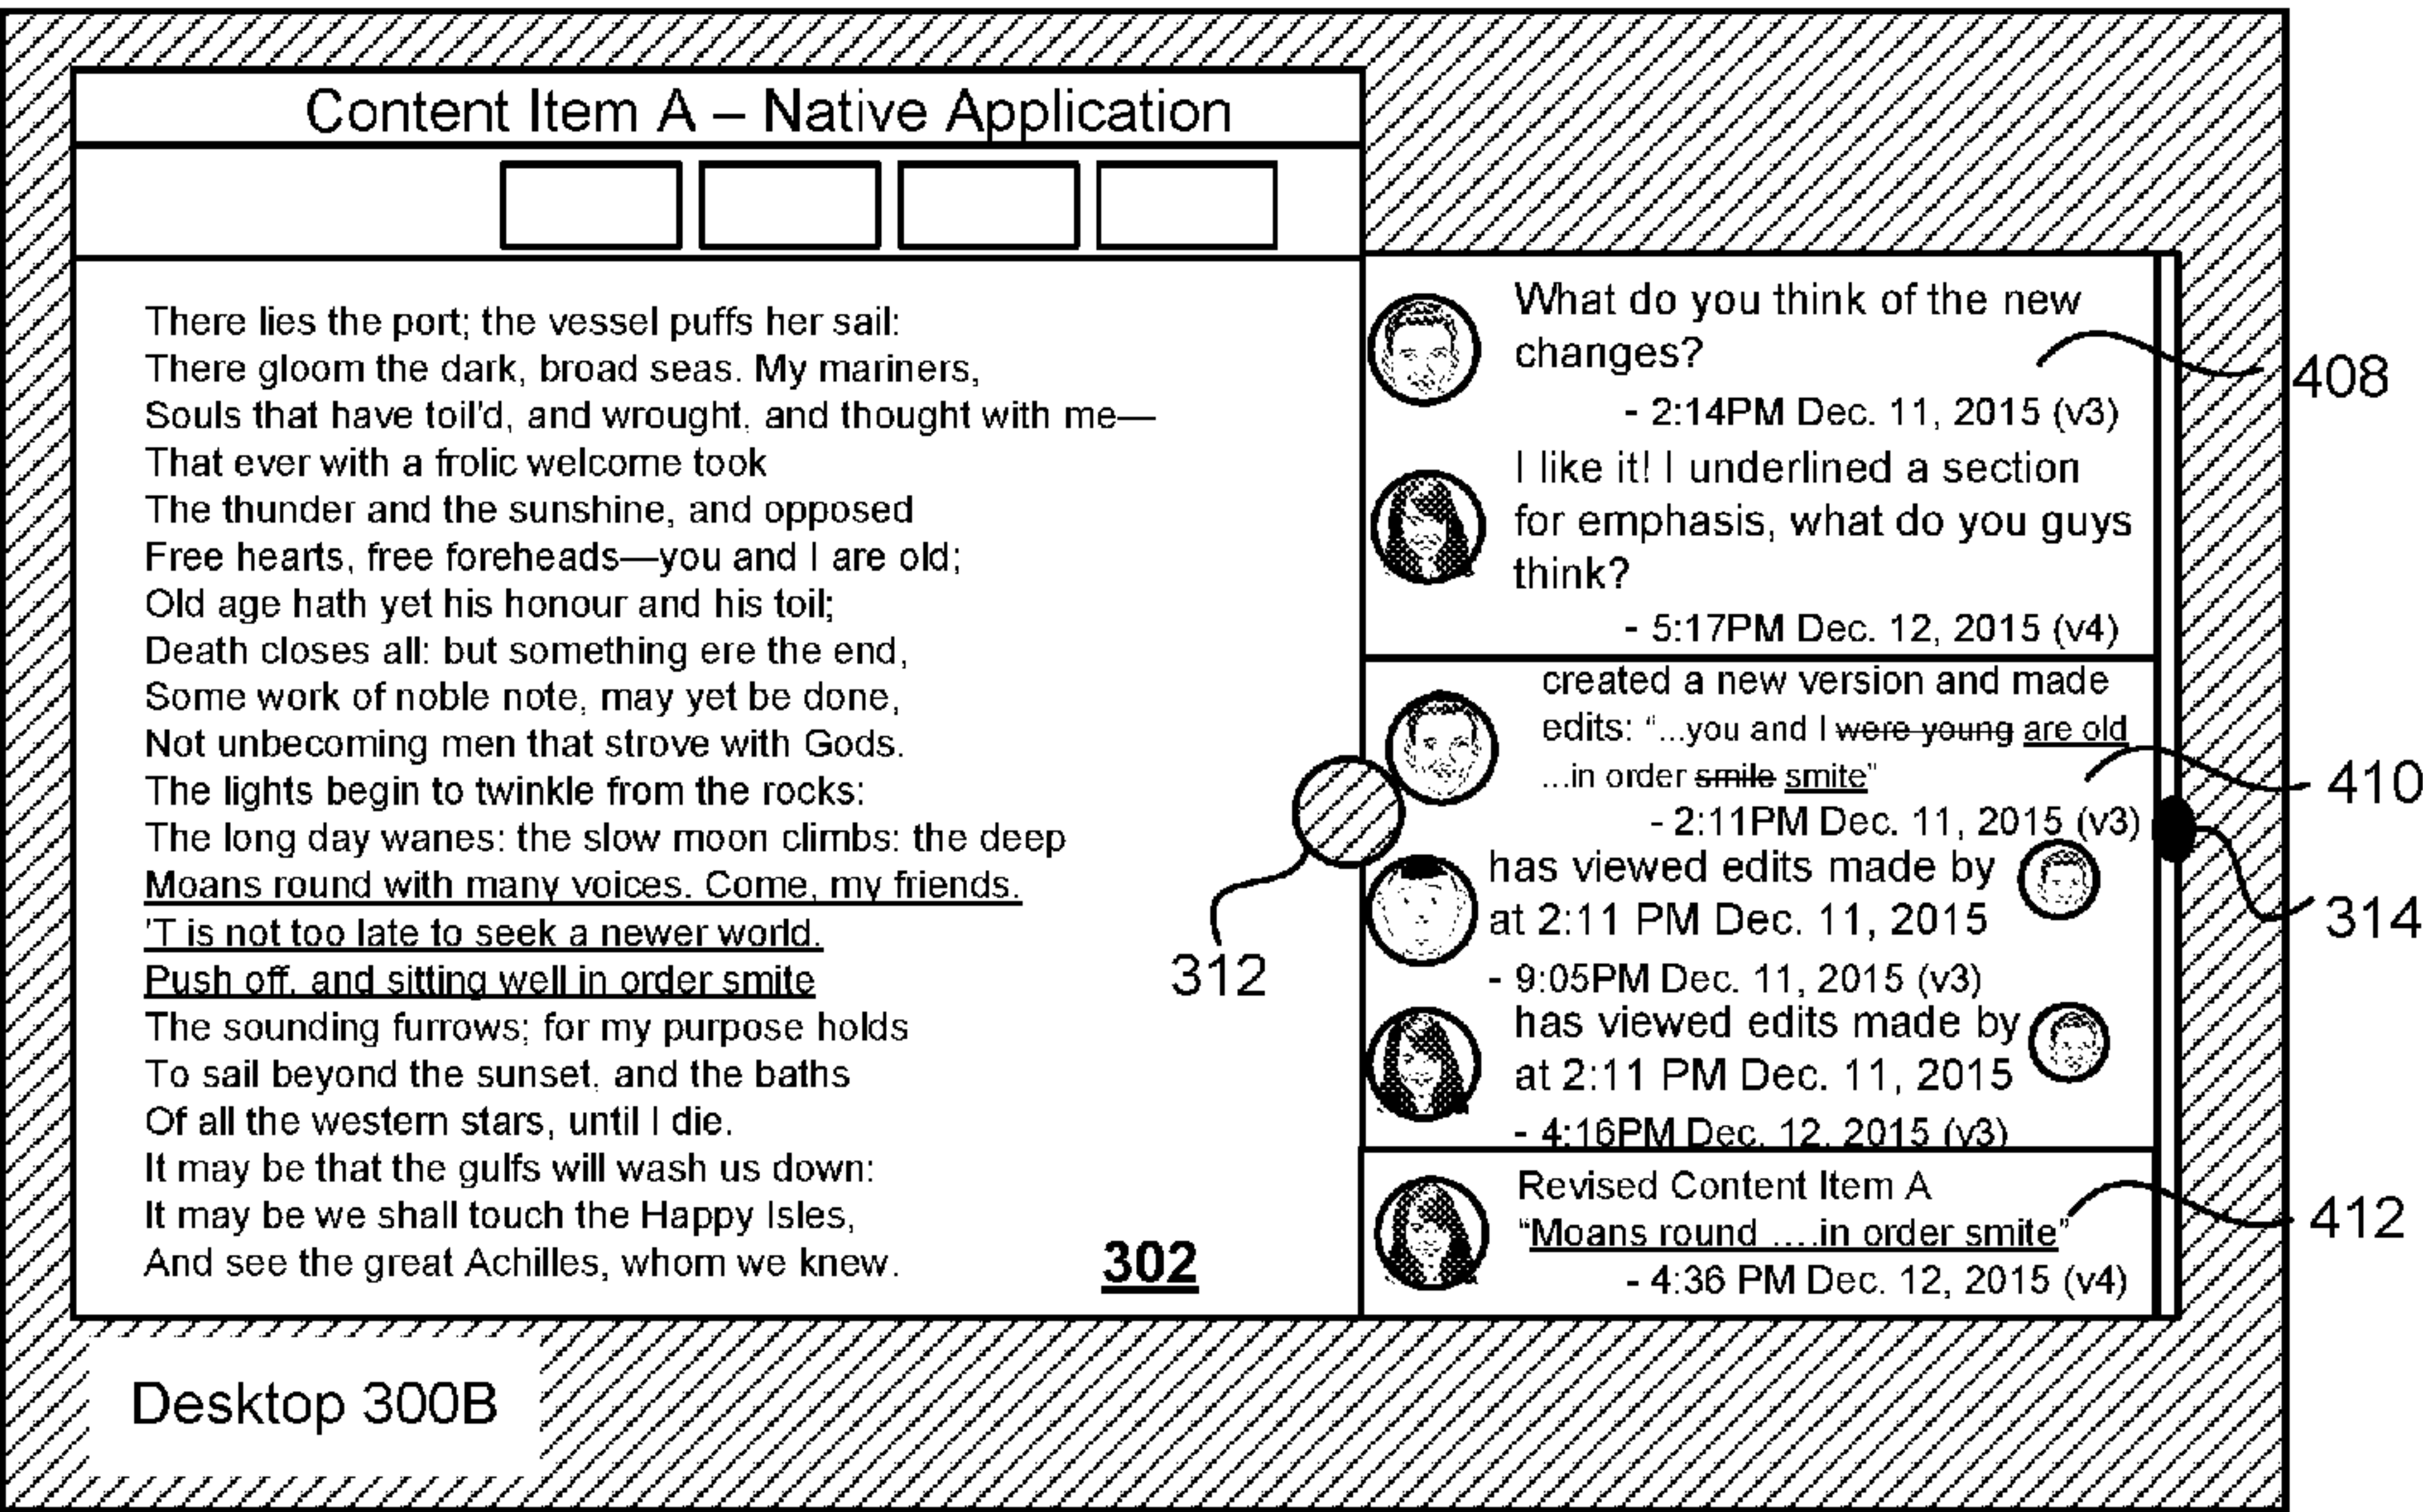 Content Item A – Native Application
There lies the port; the vessel puffs her sail:
There gloom the dark, broad seas. My mariners,
Souls that have toil'd, and wrought, and thought with me—
That ever with a frolic welcome took
The thunder and the sunshine, and opposed
Free hearts, free foreheads—you and I are old;
Old age hath yet his honour and his toil;
Death closes all: but something ere the end,
Some work of noble note, may yet be done,
Not unbecoming men that strove with Gods.
The lights begin to twinkle from the rocks:
The long day wanes: the slow moon climbs: the deep
Moans round with many voices. Come, my friends.
'T is not too late to seek a newer world.
Push off, and sitting well in order smite
The sounding furrows; for my purpose holds
To sail beyond the sunset, and the baths
Of all the western stars, until I die.
It may be that the gulfs will wash us down:
It may be we shall touch the Happy Isles,
And see the great Achilles, whom we knew.
302
312
What do you think of the new
changes?
- 2:14PM Dec. 11, 2015 (v3)
I like it! I underlined a section
for emphasis, what do you guys
think?
- 5:17PM Dec. 12, 2015 (v4)
created a new version and made
edits: “...you and I were young are old
...in order smile smite”
- 2:11PM Dec. 11, 2015 (v3)
has viewed edits made by
at 2:11 PM Dec. 11, 2015
- 9:05PM Dec. 11, 2015 (v3)
has viewed edits made by
at 2:11 PM Dec. 11, 2015
- 4:16PM Dec. 12, 2015 (v3)
Revised Content Item A
“Moans round ....in order smite”
- 4:36 PM Dec. 12, 2015 (v4)
408
410
314
412
Desktop 300B